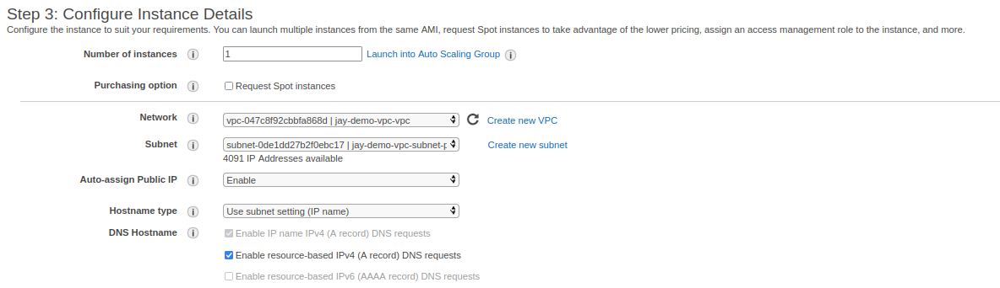 Step 3: Configure Instance Details
Configure the instance to suit your requirements. You can launch multiple instances from the same AMI, request Spot instances to take advantage of the lower pricing, assign an access management role to the instance, and more.
Number of instances i 1 Launch into Auto Scaling Group i
Purchasing option i Request Spot instances
Network i vpc-047c8f92cbbfa868d | jay-demo-vpc-vpc Create new VPC
Subnet i subnet-0de1dd27b2f0ebc17 | jay-demo-vpc-subnet-p Create new subnet
4091 IP Addresses available
Auto-assign Public IP i Enable
Hostname type i Use subnet setting (IP name)
DNS Hostname i Enable IP name IPv4 (A record) DNS requests
Enable resource-based IPv4 (A record) DNS requests
Enable resource-based IPv6 (AAAA record) DNS requests